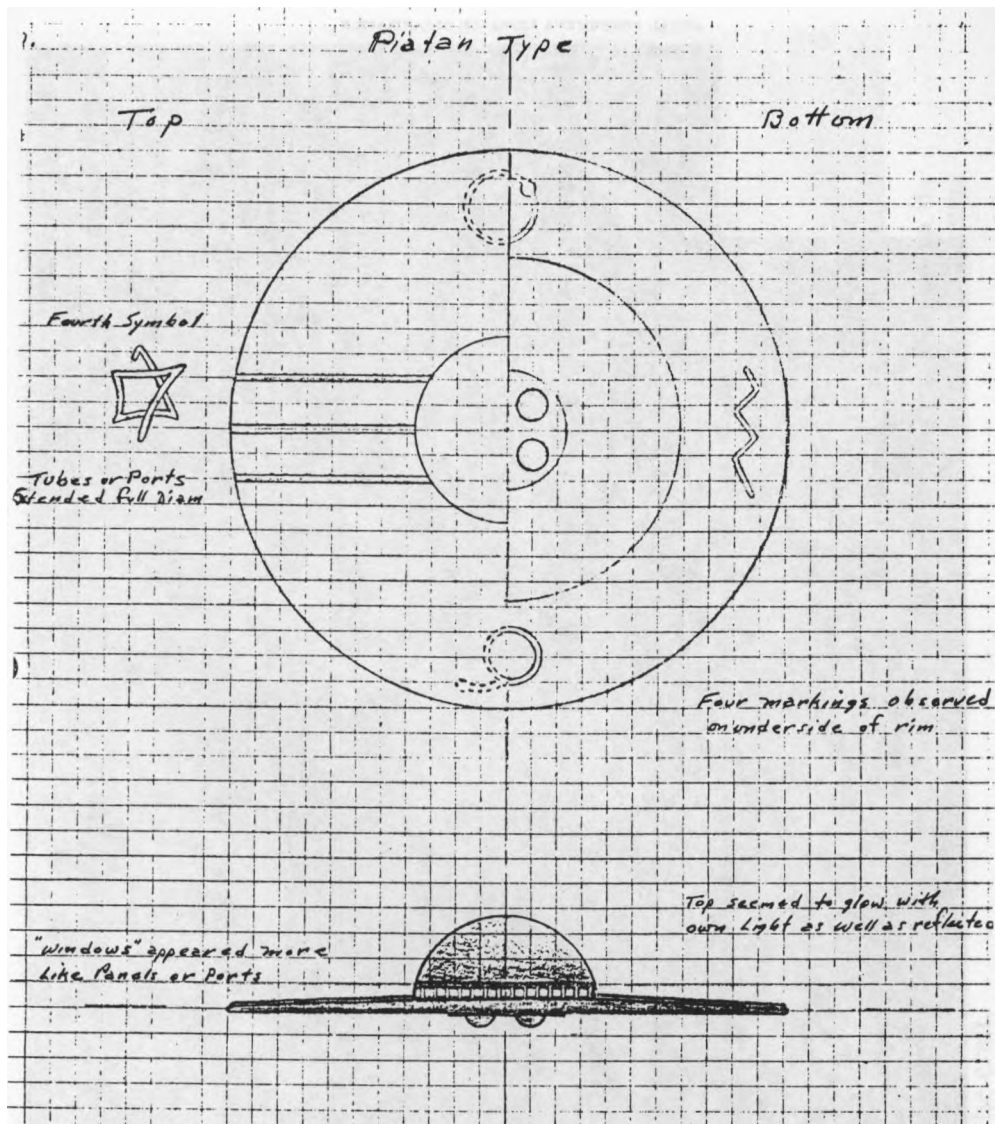 Piatan Type
Top
Bottom
Fourth Symbol
Tubes or Ports
Extended full Diam
Four markings observed
on underside of rim
Top seemed to glow with
own Light as well as reflected
"windows" appeared more
Like Panels or Ports